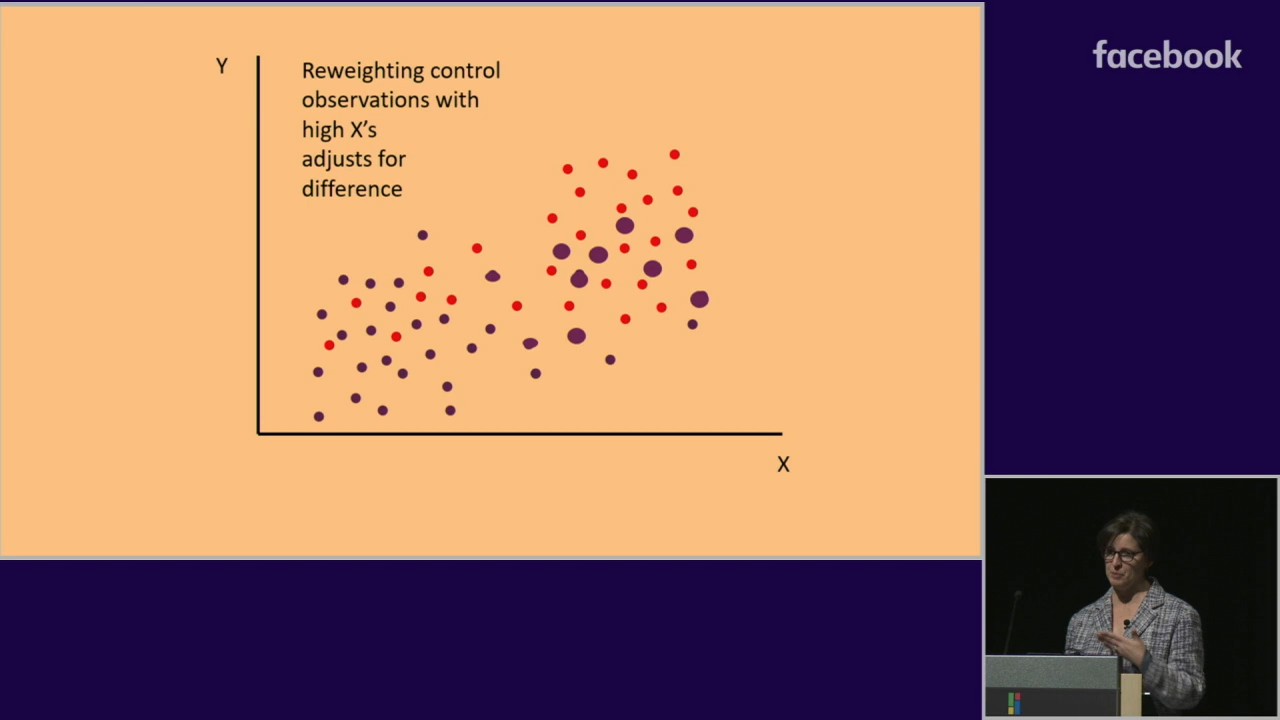 Y
Reweighting control
observations with
high X's
adjusts for
difference
X
facebook